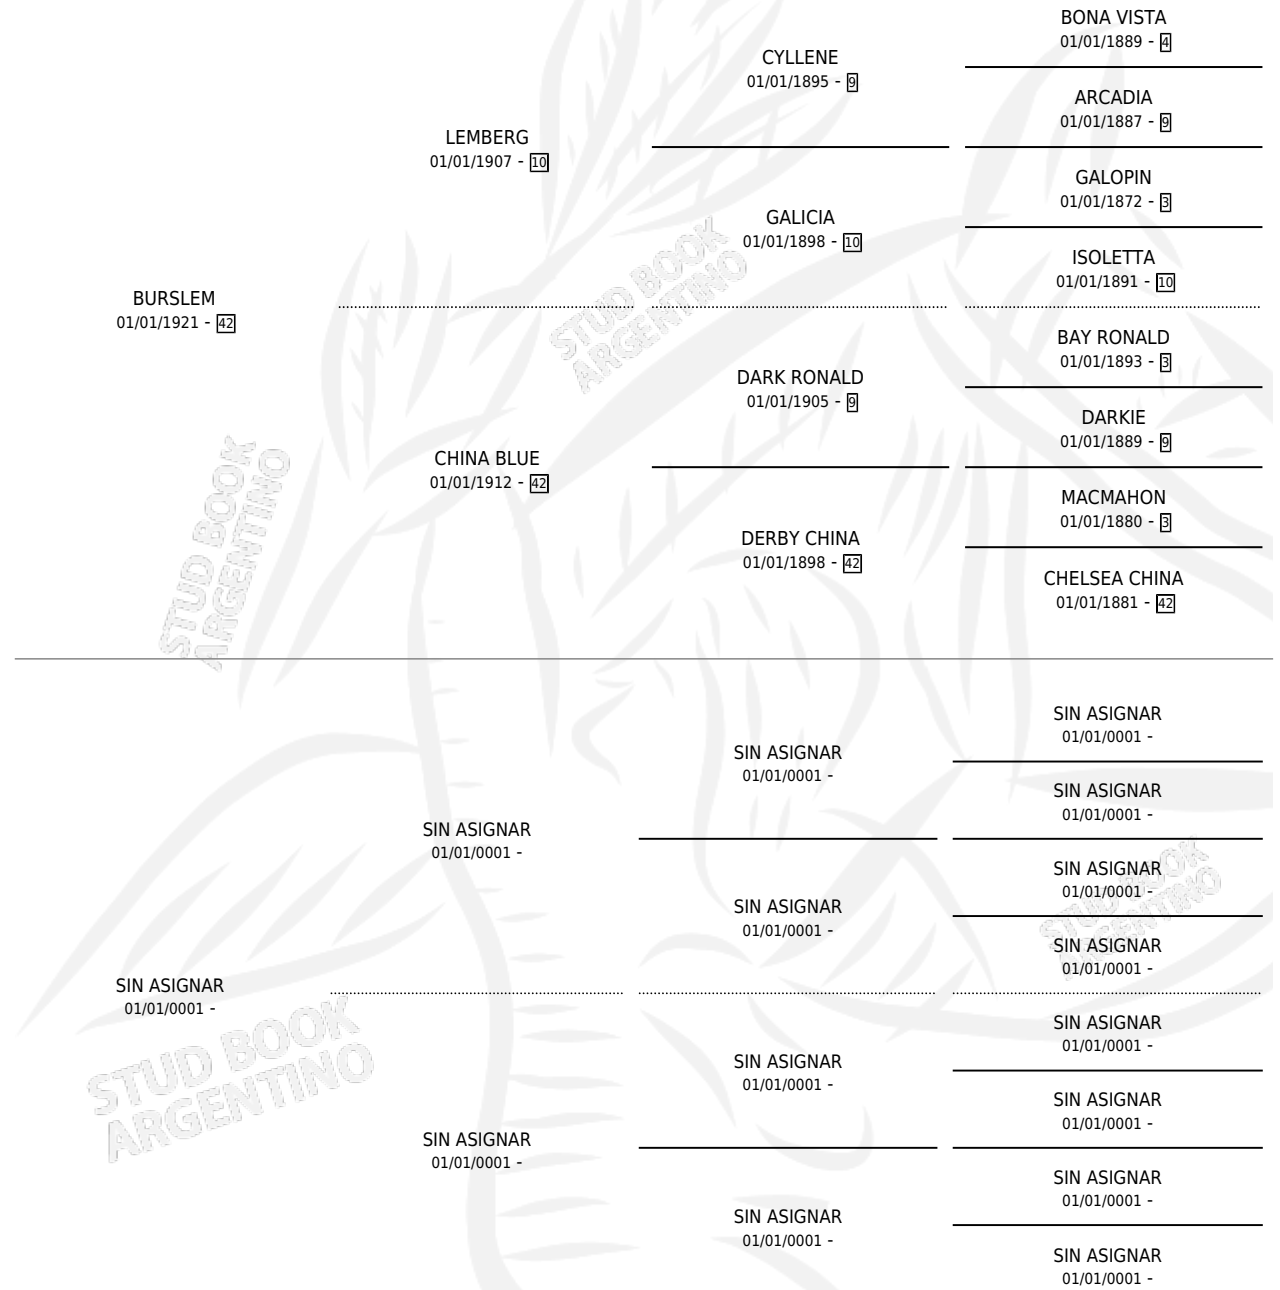 BONA VISTA
01/01/1889 - 4
CYLLENE
01/01/1895 - 9
ARCADIA
01/01/1887 - 9
LEMBERG
01/01/1907 - 10
GALOPIN
01/01/1872 - 3
GALICIA
01/01/1898 - 10
ISOLETTA
01/01/1891 - 10
BURSLEM
01/01/1921 - 42
BAY RONALD
01/01/1893 - 3
DARK RONALD
01/01/1905 - 9
DARKIE
01/01/1889 - 9
CHINA BLUE
01/01/1912 - 42
MACMAHON
01/01/1880 - 3
DERBY CHINA
01/01/1898 - 42
CHELSEA CHINA
01/01/1881 - 42
STUD BOOK
ARGENTINO
STUD BOOK
ARGENTINO
SIN ASIGNAR
01/01/0001 -
SIN ASIGNAR
01/01/0001 -
SIN ASIGNAR
01/01/0001 -
SIN ASIGNAR
01/01/0001 -
SIN ASIGNAR
01/01/0001 -
SIN ASIGNAR
01/01/0001 -
SIN ASIGNAR
01/01/0001 -
SIN ASIGNAR
01/01/0001 -
SIN ASIGNAR
01/01/0001 -
SIN ASIGNAR
01/01/0001 -
SIN ASIGNAR
01/01/0001 -
SIN ASIGNAR
01/01/0001 -
SIN ASIGNAR
01/01/0001 -
SIN ASIGNAR
01/01/0001 -
SIN ASIGNAR
01/01/0001 -
STUD BOOK
ARGENTINO
STUD BOOK
ARGENTINO